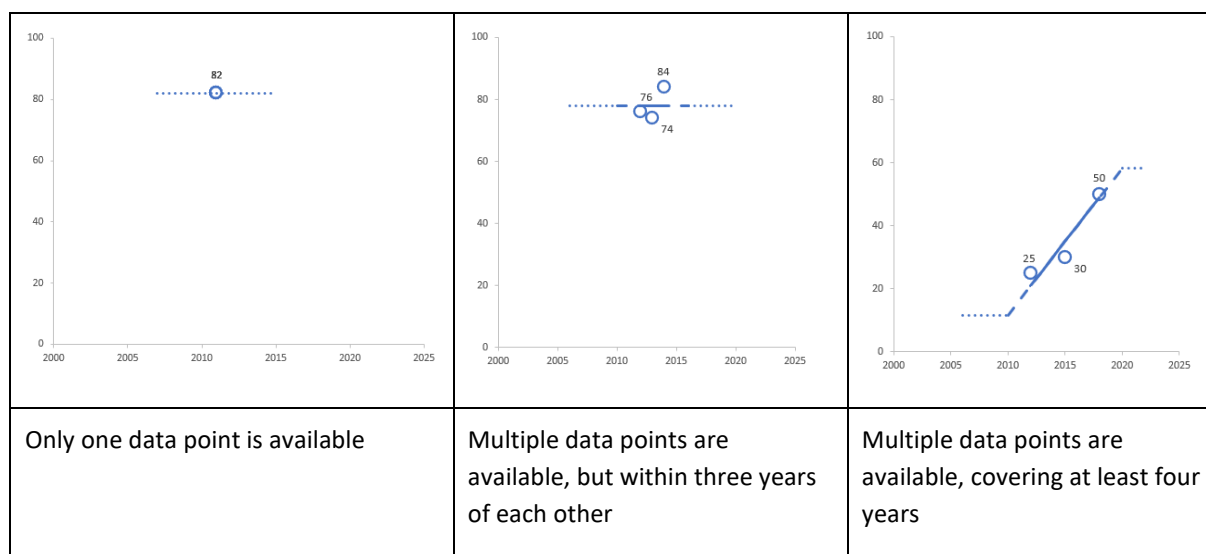 100
80
60
40
20
0
82
2000 2005 2010 2015 2020 2025
100
80
60
40
20
0
84
76
74
2000 2005 2010 2015 2020 2025
100
80
60
40
20
0
50
25
30
2000 2005 2010 2015 2020 2025
Only one data point is available
Multiple data points are
available, but within three years
of each other
Multiple data points are
available, covering at least four
years